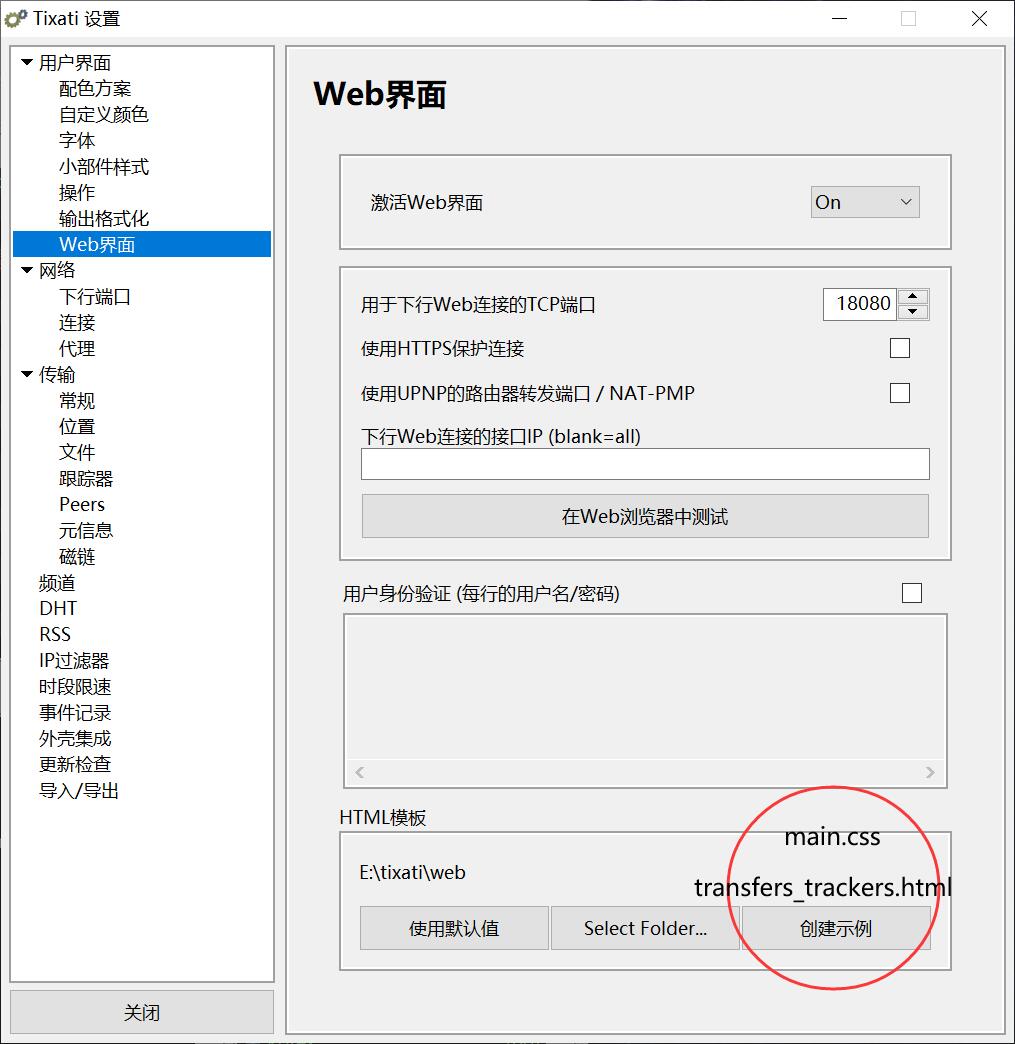 Tixati 设置
用户界面
配色方案
自定义颜色
字体
小部件样式
操作
输出格式化
Web界面
网络
下行端口
连接
代理
传输
常规
位置
文件
跟踪器
Peers
元信息
磁链
频道
DHT
RSS
IP过滤器
时段限速
事件记录
外壳集成
更新检查
导入/导出
关闭
Web界面
激活Web界面
On
用于下行Web连接的TCP端口
18080
使用HTTPS保护连接
使用UPNP的路由器转发端口 / NAT-PMP
下行Web连接的接口IP (blank=all)
在Web浏览器中测试
用户身份验证 (每行的用户名/密码)
HTML模板
main.css
E:\tixati\web
transfers_trackers.html
使用默认值
Select Folder...
创建示例